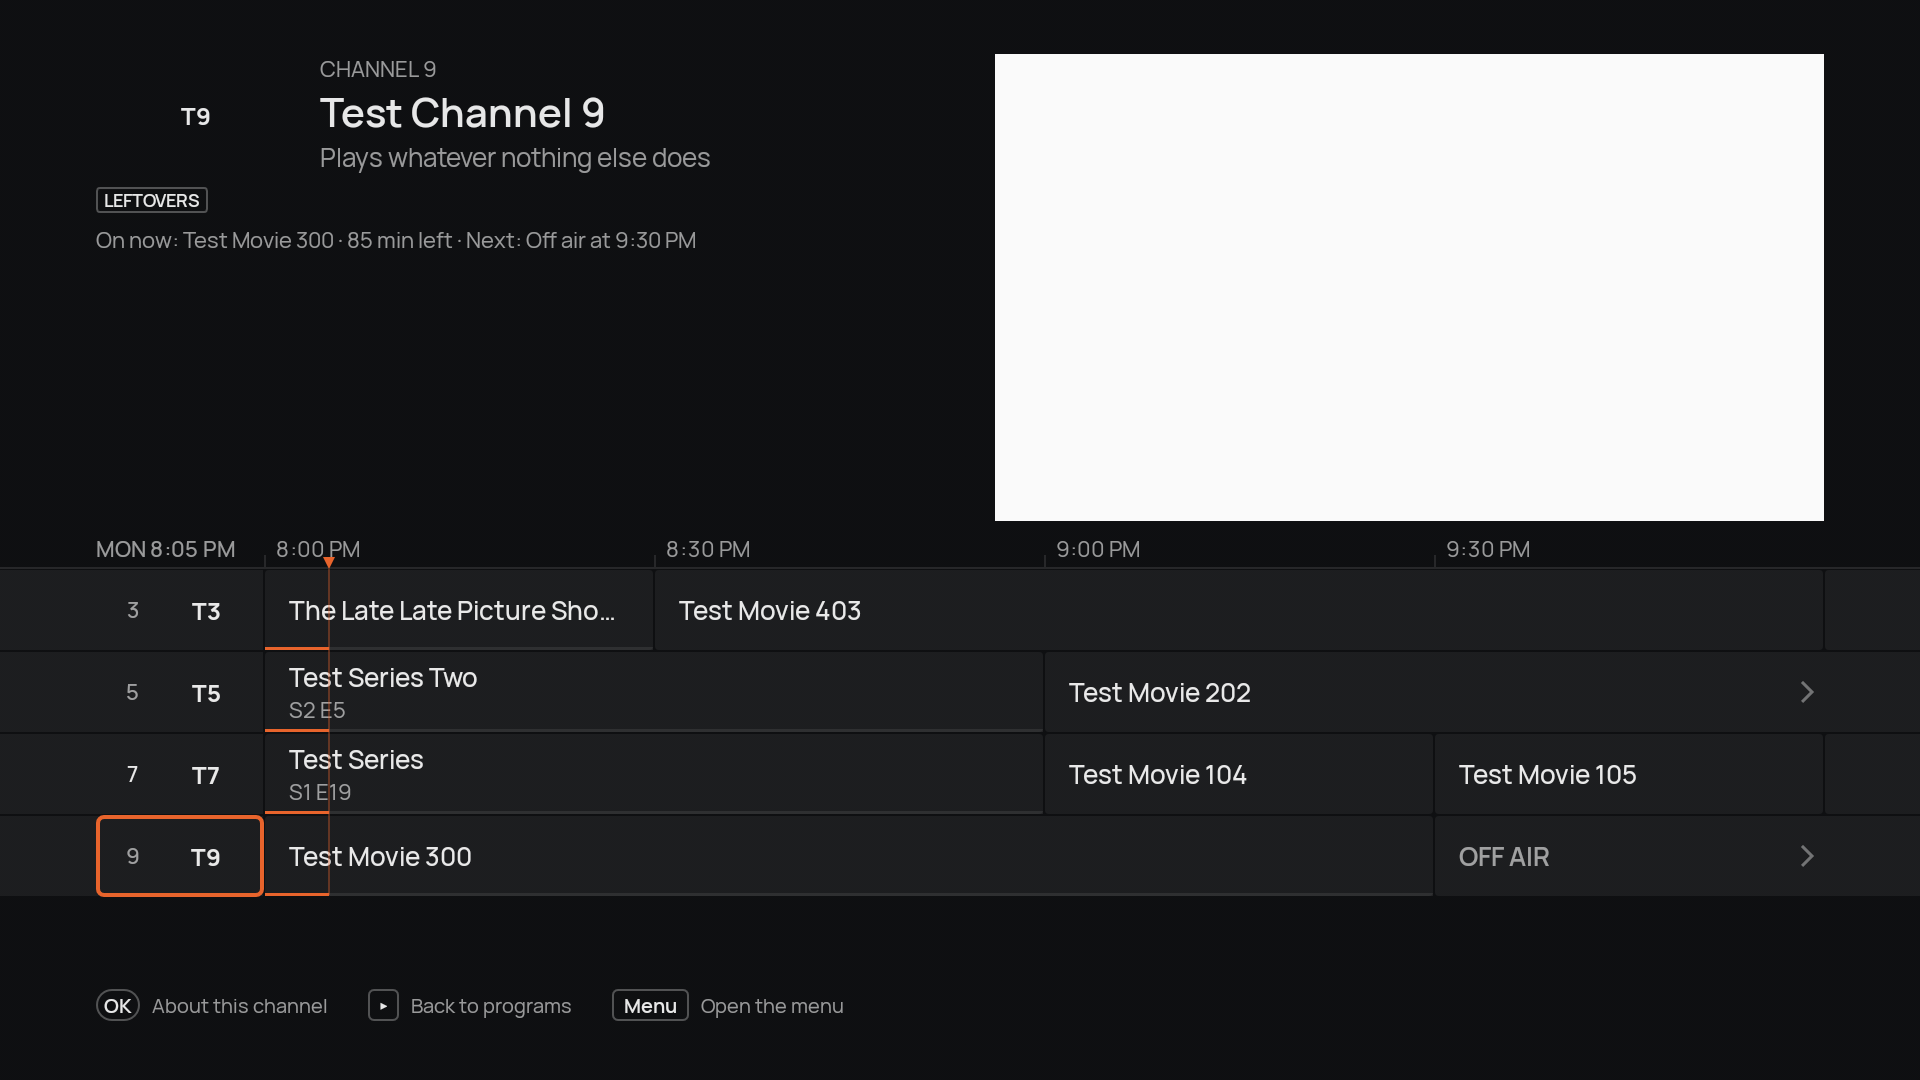 CHANNEL 9
T9
Test Channel 9
Plays whatever nothing else does
LEFTOVERS
On now: Test Movie 300 · 85 min left · Next: Off air at 9:30 PM
MON 8:05 PM 8:00 PM 8:30 PM 9:00 PM 9:30 PM
3 T3 The Late Late Picture Sho... Test Movie 403
5 T5 Test Series Two
S2 E5
Test Movie 202
7 T7 Test Series
S1 E19
Test Movie 104 Test Movie 105
9 T9 Test Movie 300 OFF AIR
OK About this channel ▸ Back to programs Menu Open the menu